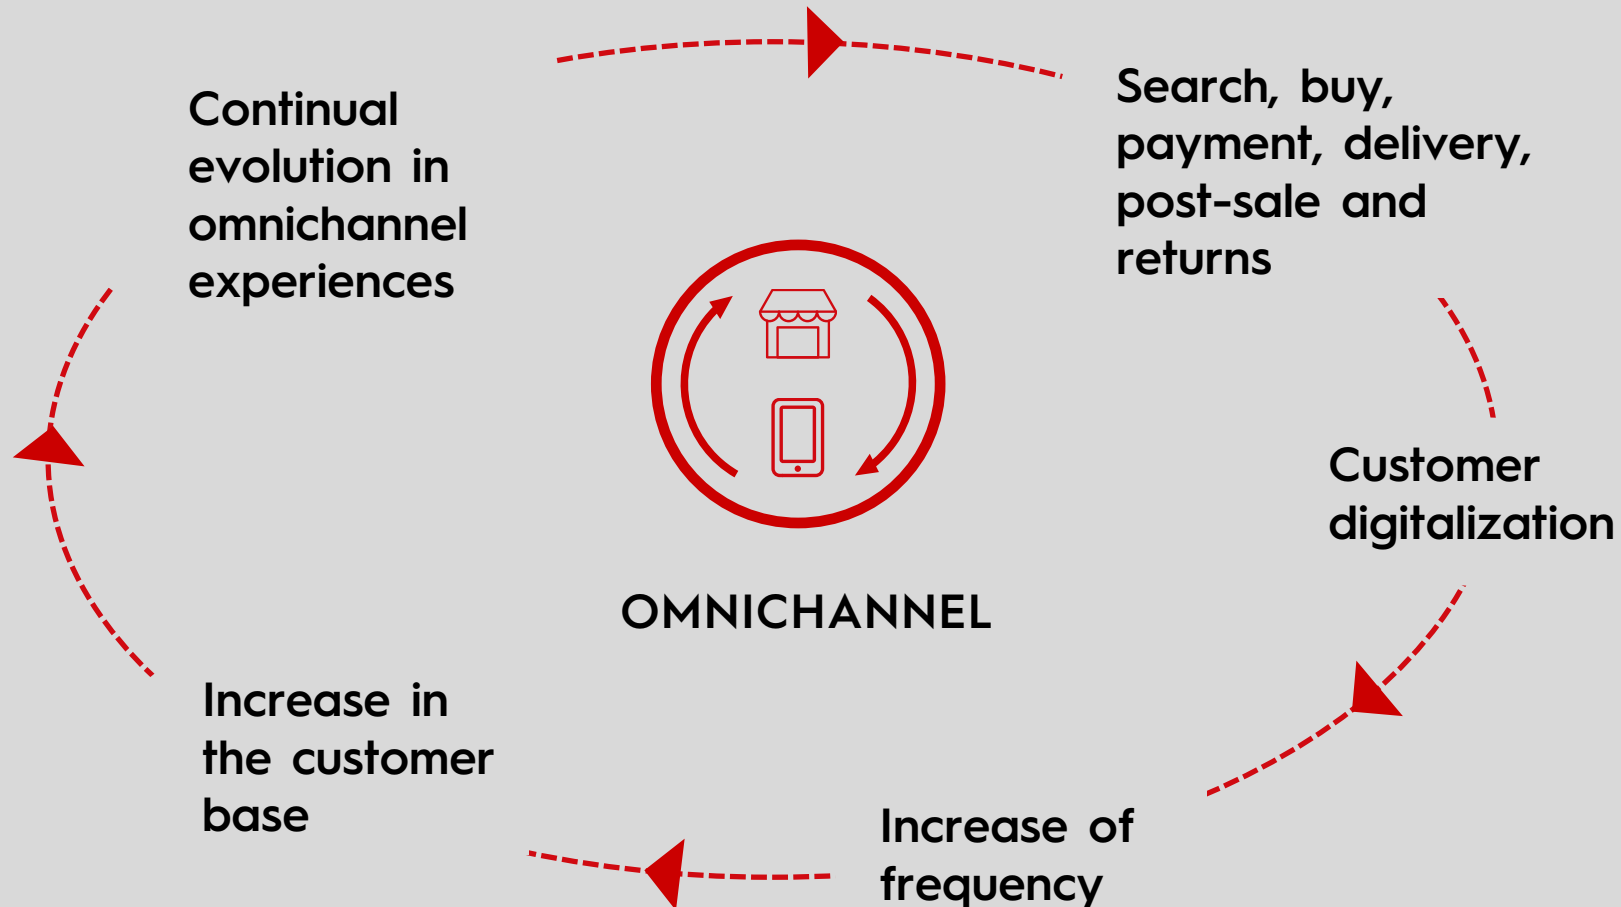 Continual
evolution in
omnichannel
experiences
Search, buy,
payment, delivery,
post-sale and
returns
Customer
digitalization
OMNICHANNEL
Increase in
the customer
base
Increase of
frequency